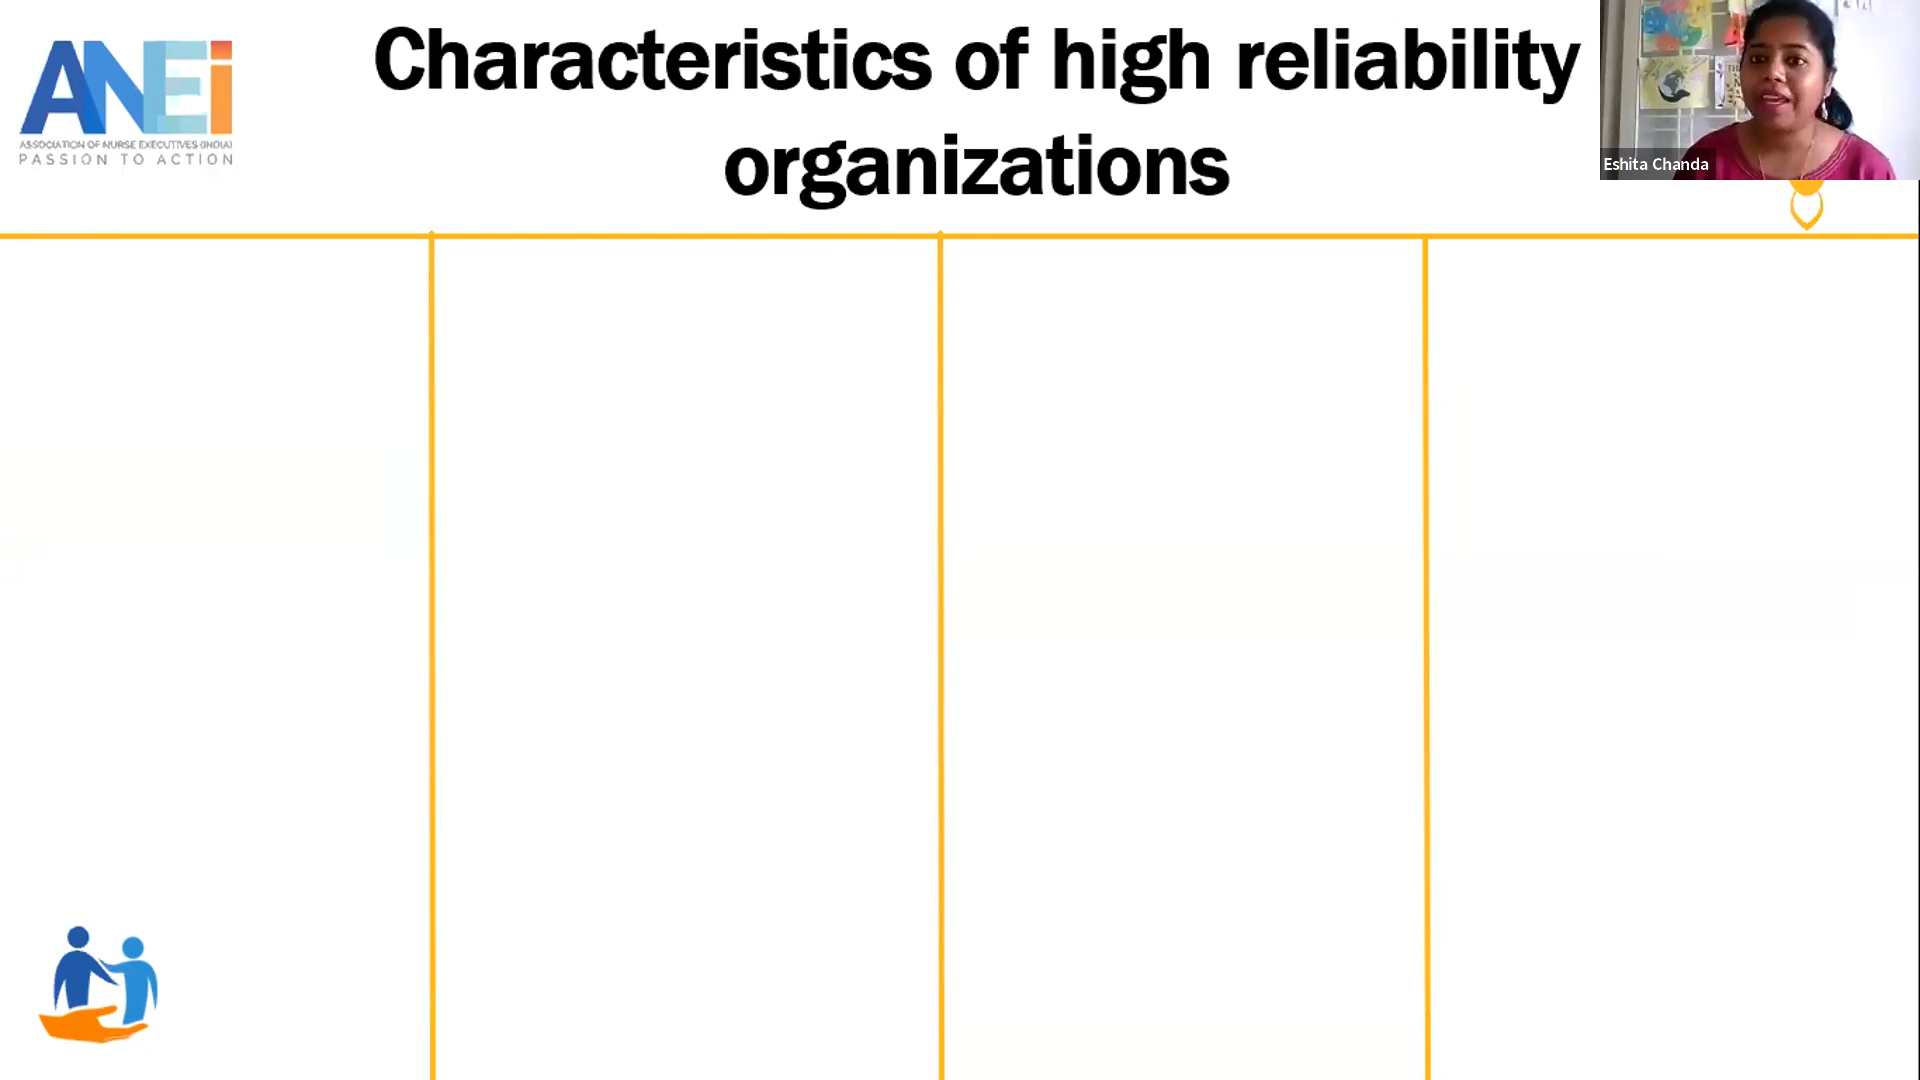 ANEi
ASSOCIATION OF NURSE EXECUTIVES (INDIA)
PASSION TO ACTION
Characteristics of high reliability
organizations
Eshita Chanda